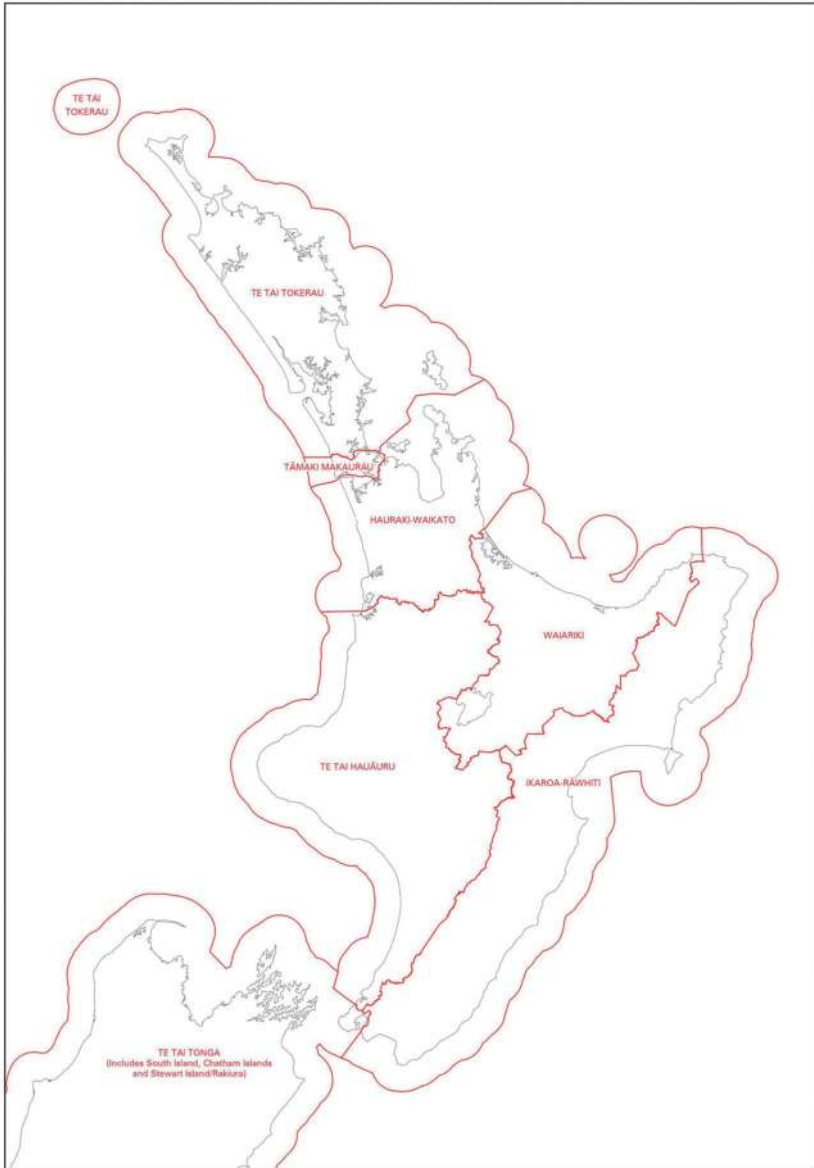 TE TAI
TOKERAU
TE TAI TOKERAU
TĀMAKI MAKAURAU
HAURAKI-WAIKATO
WAIARIKI
TE TAI HAUĀURU
IKAROA-RĀWHITI
TE TAI TONGA
(Includes South Island, Chatham Islands
and Stewart Island/Rakiura)